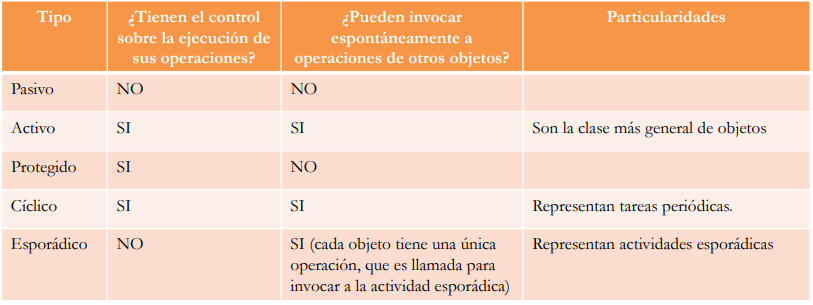 Tipo
¿Tienen el control
sobre la ejecución de
sus operaciones?
¿Pueden invocar
espontáneamente a
operaciones de otros objetos?
Particularidades
Pasivo NO NO
Activo SI SI Son la clase más general de objetos
Protegido SI NO
Cíclico SI SI Representan tareas periódicas.
Esporádico NO SI (cada objeto tiene una única Representan actividades esporádicas
operación, que es llamada para
invocar a la actividad esporádica)